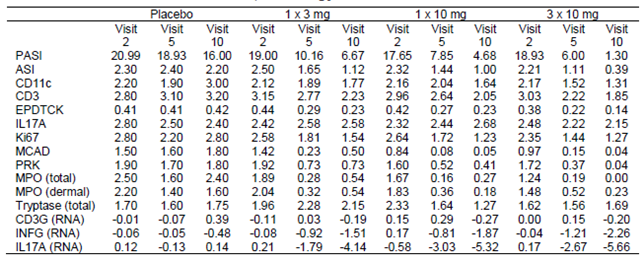 Placebo 1 x 3 mg 1 x 10 mg 3 x 10 mg
Visit Visit Visit Visit Visit Visit Visit Visit Visit Visit Visit Visit
2 5 10 2 5 10 2 5 10 2 5 10
PASI 20.99 18.93 16.00 19.00 10.16 6.67 17.65 7.85 4.68 18.93 6.00 1.30
ASI 2.30 2.40 2.20 2.50 1.65 1.12 2.32 1.44 1.00 2.21 1.11 0.39
CD11c 2.20 1.90 3.00 2.12 1.89 1.77 2.16 2.04 1.64 2.17 1.52 1.31
CD3 2.80 3.10 3.20 3.15 2.77 2.23 2.96 2.64 2.05 3.03 2.22 1.85
EPDTCK 0.41 0.41 0.42 0.44 0.29 0.23 0.42 0.27 0.23 0.38 0.22 0.14
IL17A 2.80 2.50 2.40 2.42 2.58 2.58 2.32 2.44 2.68 2.48 2.22 2.15
Ki67 2.80 2.20 2.80 2.58 1.81 1.54 2.64 1.72 1.23 2.35 1.44 1.27
MCAD 1.50 1.60 1.80 1.42 0.23 0.50 0.84 0.08 0.05 0.97 0.15 0.04
PRK 1.90 1.70 1.80 1.92 0.73 0.73 1.60 0.52 0.41 1.72 0.37 0.04
MPO (total) 2.50 1.60 2.40 1.89 0.28 0.54 1.67 0.16 0.27 1.24 0.19 0.00
MPO (dermal) 2.20 1.40 1.60 2.04 0.32 0.54 1.83 0.36 0.18 1.48 0.52 0.23
Tryptase (total) 1.70 1.60 1.75 1.96 2.28 2.15 2.33 1.64 1.27 1.62 1.56 1.69
CD3G (RNA) -0.01 -0.07 0.39 -0.11 0.03 -0.19 0.15 0.29 -0.27 0.00 0.15 -0.20
INFG (RNA) -0.06 -0.05 -0.48 -0.08 -0.92 -1.51 0.17 -0.81 -1.87 -0.04 -1.21 -2.26
IL17A (RNA) 0.12 -0.13 0.14 0.21 -1.79 -4.14 -0.58 -3.03 -5.32 0.17 -2.67 -5.66